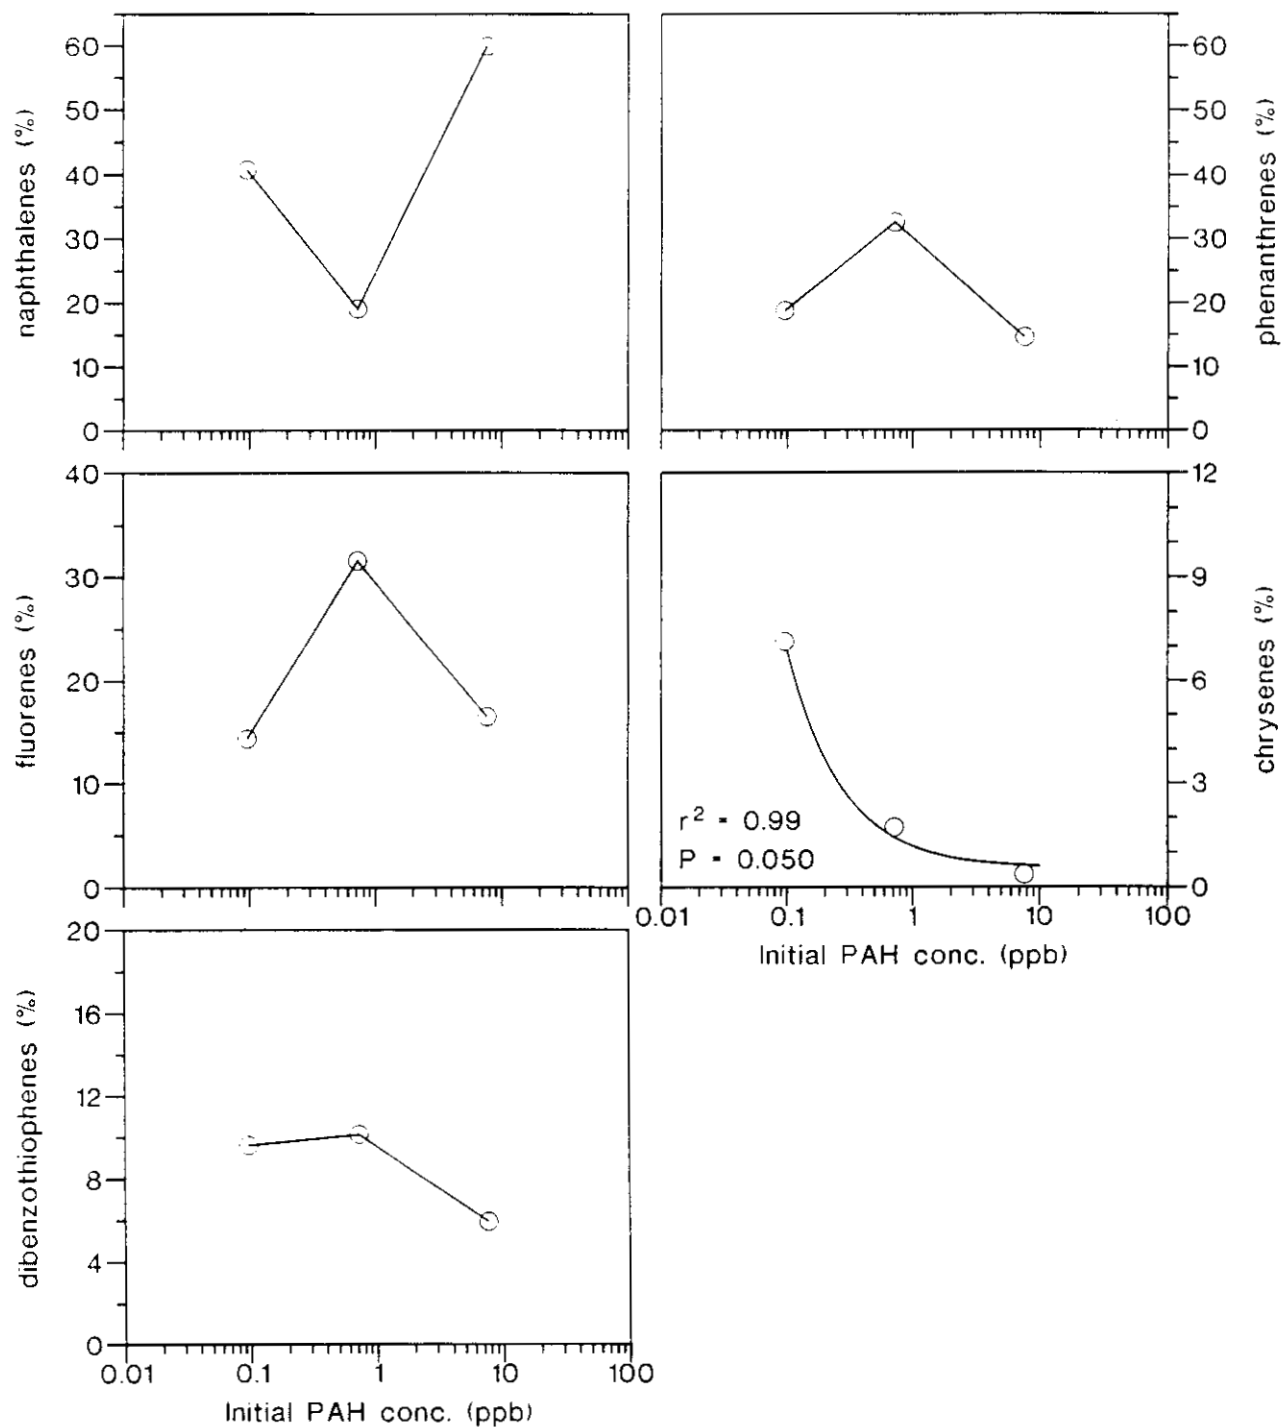 naphthalenes (%)
60
50
40
30
20
10
0
60
50
40
30
20
10
0
phenanthrenes (%)
fluorenes (%)
40
30
20
10
0
r² = 0.99
P = 0.050
12
9
6
3
0
chrysenes (%)
0.01 0.1 1 10 100
Initial PAH conc. (ppb)
dibenzothiophenes (%)
20
16
12
8
4
0
0.01 0.1 1 10 100
Initial PAH conc. (ppb)